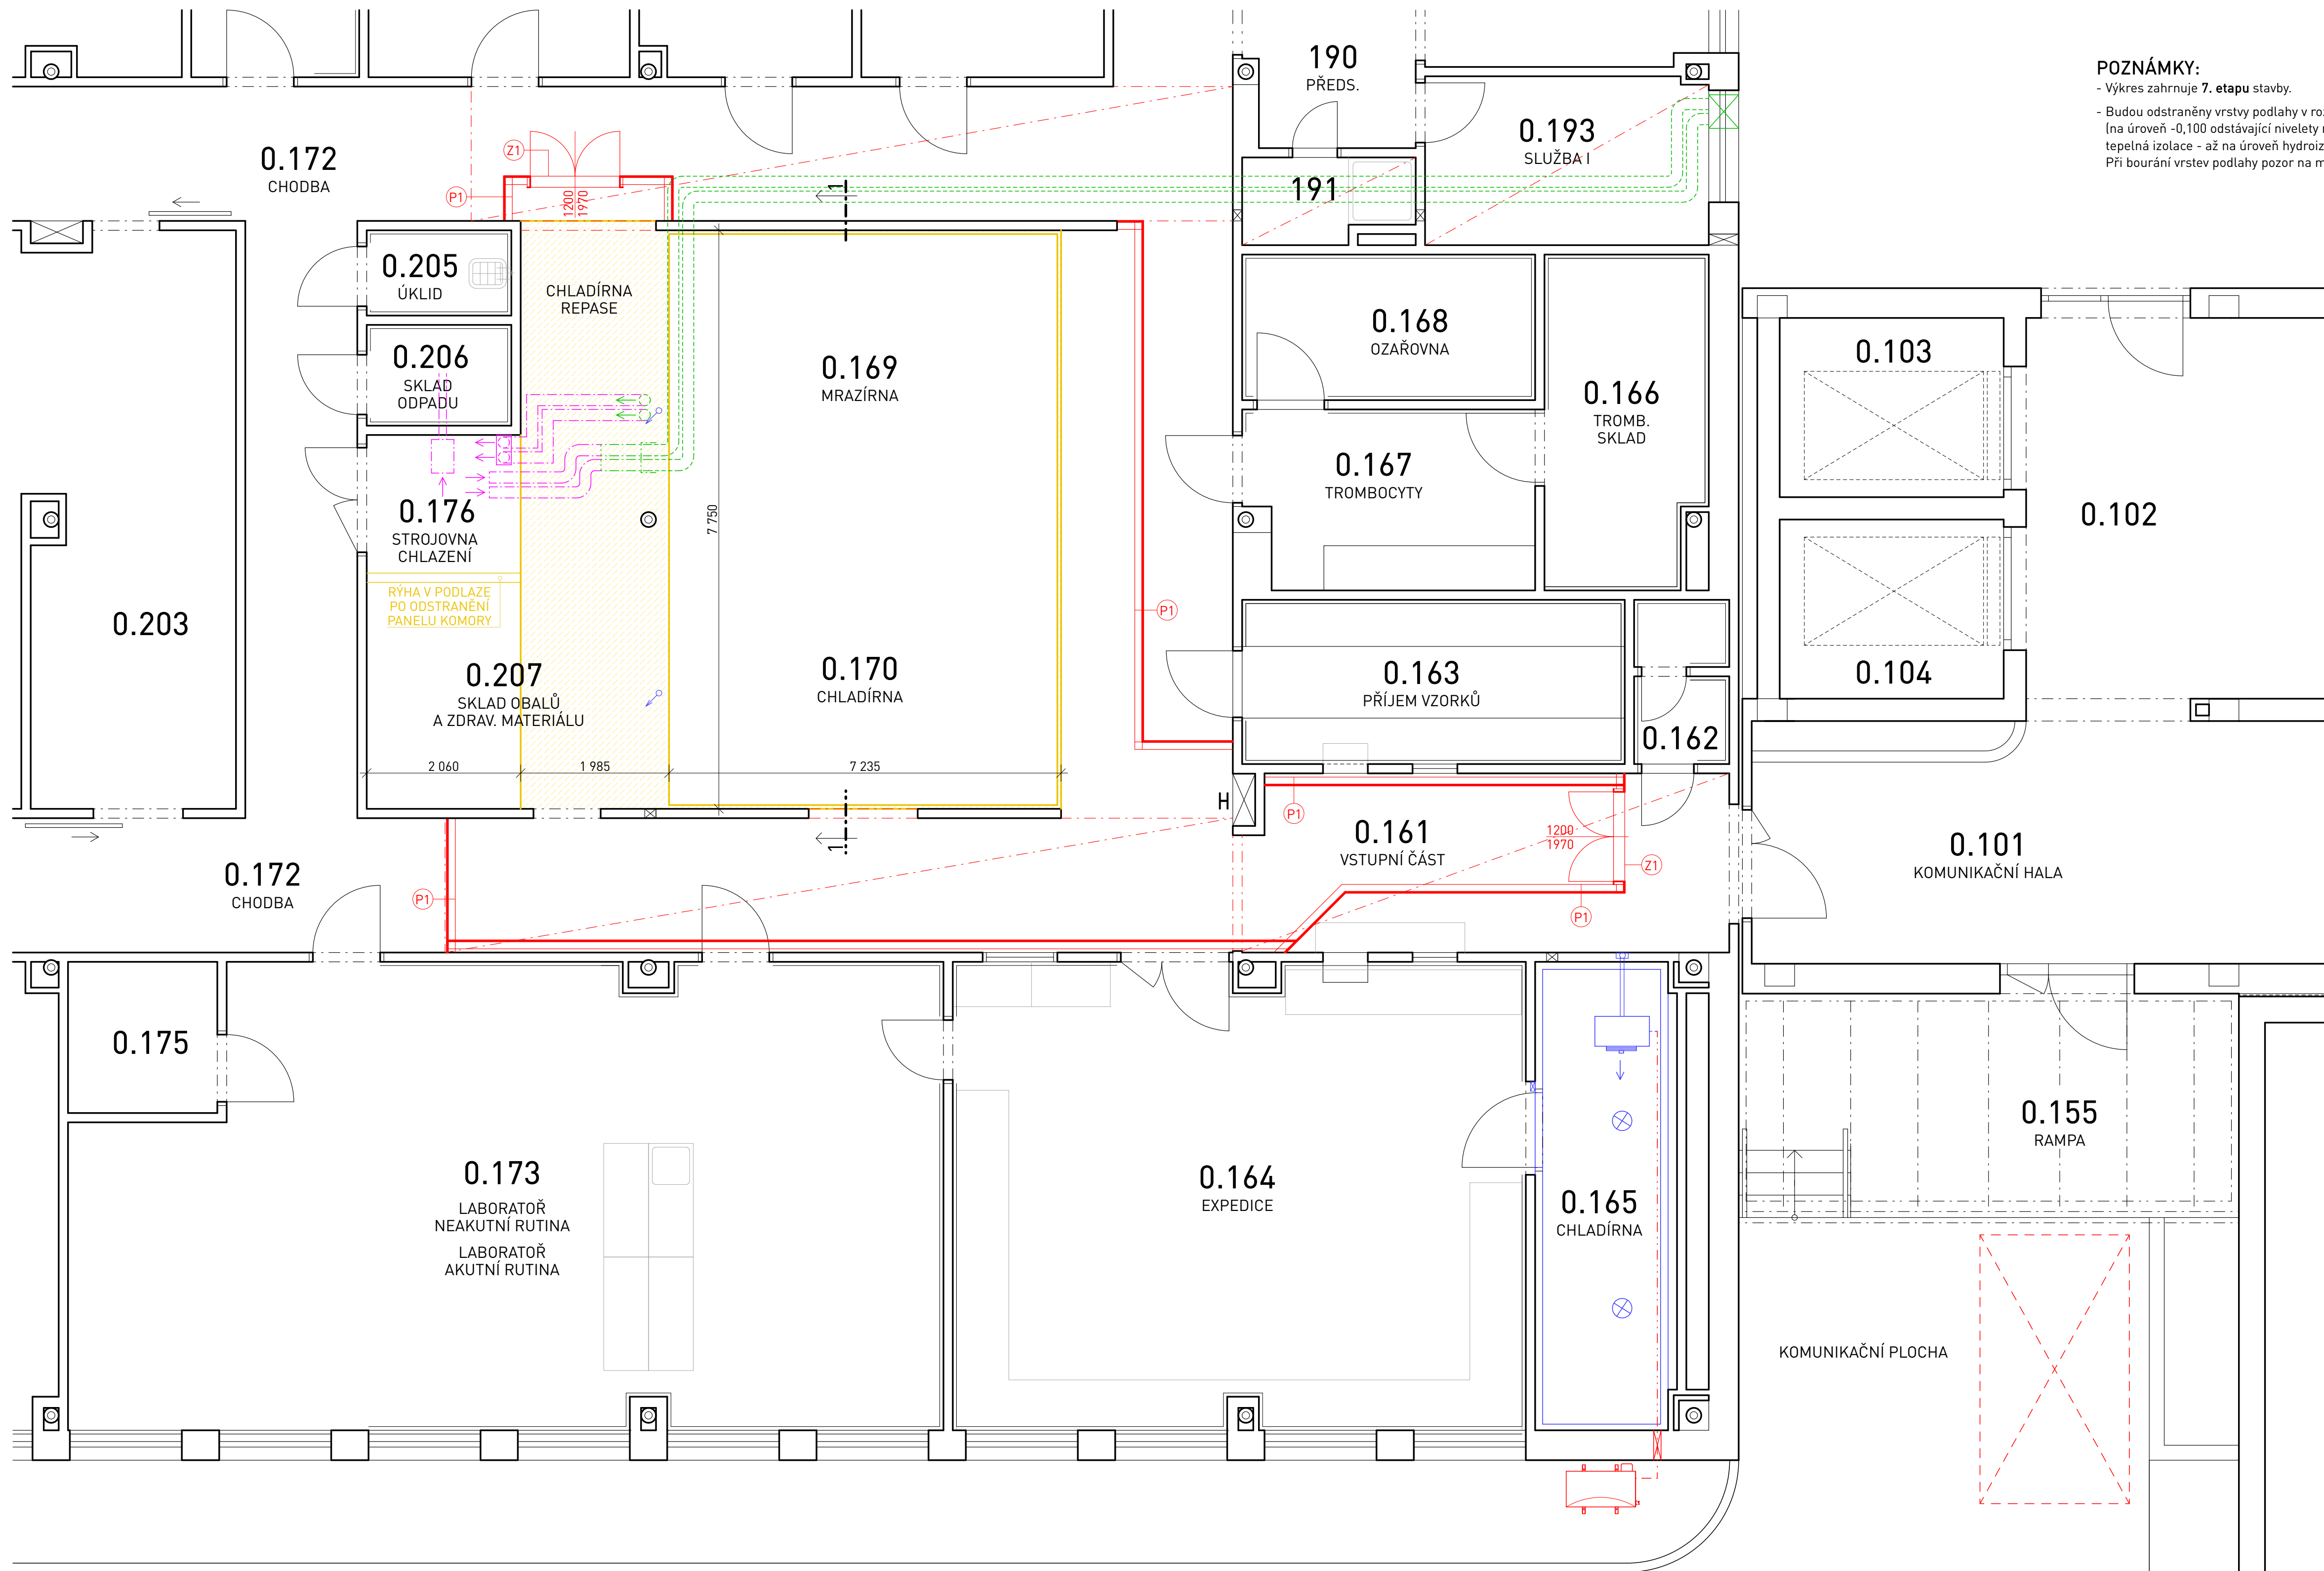 190
PŘEDS.
POZNÁMKY:
- Výkres zahrnuje 7. etapu stavby.
- Budou odstraněny vrstvy podlahy v
(na úroveň -0,100 odstávající nivelety
tepelná izolace - až na úroveň
Při bourání vrstev podlahy pozor na
0.172
CHODBA
Z1
P1
1200
1970
1
0.193
SLUŽBA I
191
0.205
ÚKLID
CHLADÍRNA
REPASE
0.206
SKLAD
ODPADU
0.169
MRAZÍRNA
0.168
OZAŘOVNA
0.166
TROMB.
SKLAD
0.103
0.167
TROMBOCYTY
0.102
0.176
STROJOVNA
CHLAZENÍ
7 750
RÝHA V PODLAZE
PO ODSTRANĚNÍ
PANELU KOMORY
P1
0.203
0.207
SKLAD OBALŮ
A ZDRAV. MATERIÁLU
0.170
CHLADÍRNA
0.163
PŘÍJEM VZORKŮ
0.104
0.162
2 060
1 985
7 235
H
P1
1
0.161
VSTUPNÍ ČÁST
1200
1970
Z1
0.101
KOMUNIKAČNÍ HALA
0.172
CHODBA
P1
P1
0.175
0.173
LABORATOŘ
NEAKUTNÍ RUTINA
LABORATOŘ
AKUTNÍ RUTINA
0.164
EXPEDICE
0.165
CHLADÍRNA
0.155
RAMPA
KOMUNIKAČNÍ PLOCHA